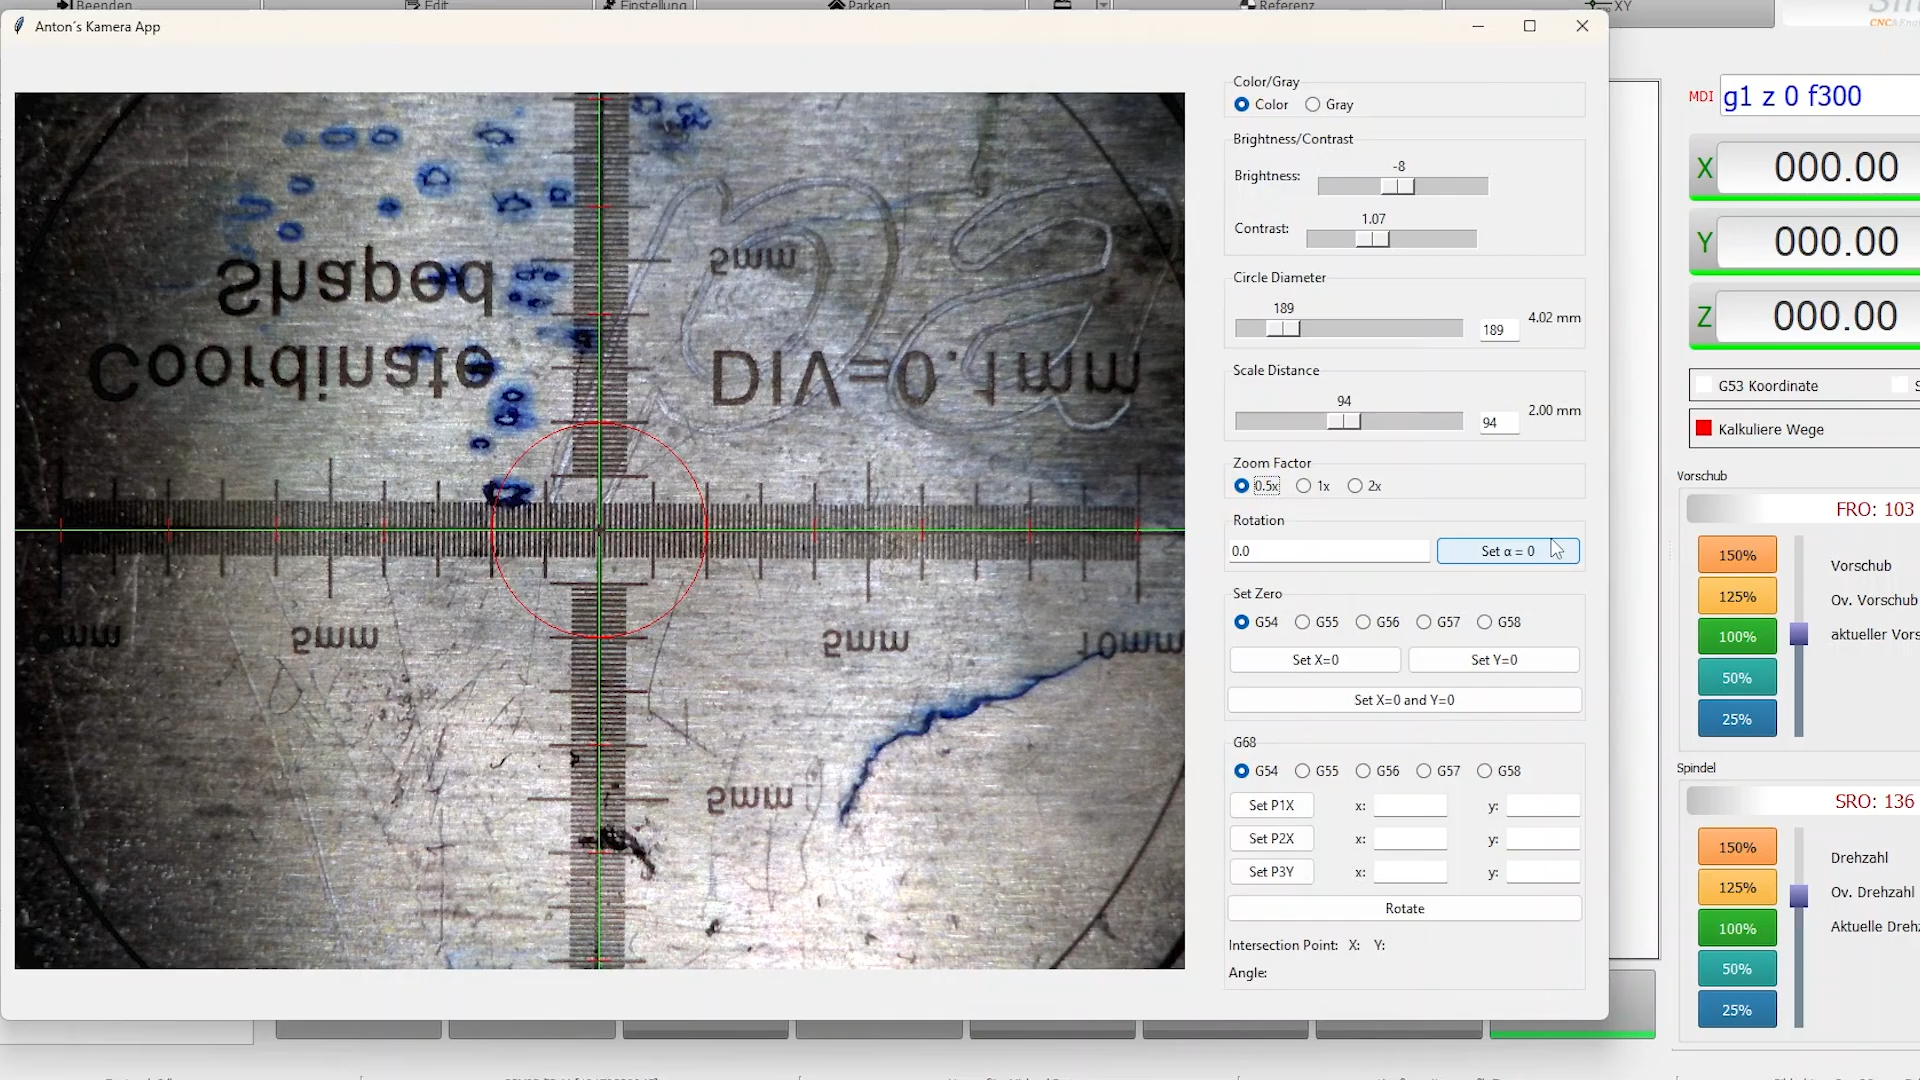 Beenden
Edit
Einstellung
Parken
Referenz
XY
Anton´s Kamera App
Color/Gray
Color
Gray
Brightness/Contrast
-8
Brightness:
1.07
Contrast:
Circle Diameter
189
189
4.02 mm
Scale Distance
94
94
2.00 mm
Zoom Factor
0.5x
1x
2x
Rotation
0.0
Set α = 0
Set Zero
G54
G55
G56
G57
G58
Set X=0
Set Y=0
Set X=0 and Y=0
G68
G54
G55
G56
G57
G58
Set P1X
x:
y:
Set P2X
x:
y:
Set P3Y
x:
y:
Rotate
Intersection Point: X: Y:
Angle:
Shaped
Coordinate
5mm
DIV=0.1mm
5mm
5mm
10mm
5mm
MDI
g1 z 0 f300
X
000.00
Y
000.00
Z
000.00
G53 Koordinate
Kalkuliere Wege
Vorschub
FRO: 103
150%
125%
100%
50%
25%
Vorschub
Ov. Vorschub
aktueller Vors
Spindel
SRO: 136
150%
125%
100%
50%
25%
Drehzahl
Ov. Drehzahl
Aktuelle Dreh